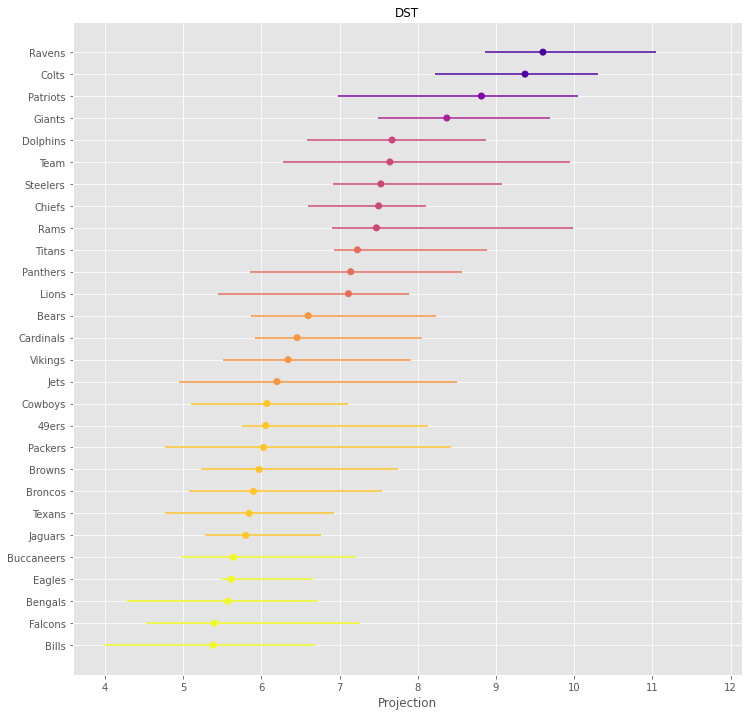 DST
Ravens
Colts
Patriots
Giants
Dolphins
Team
Steelers
Chiefs
Rams
Titans
Panthers
Lions
Bears
Cardinals
Vikings
Jets
Cowboys
49ers
Packers
Browns
Broncos
Texans
Jaguars
Buccaneers
Eagles
Bengals
Falcons
Bills
4 5 6 7 8 9 10 11 12
Projection